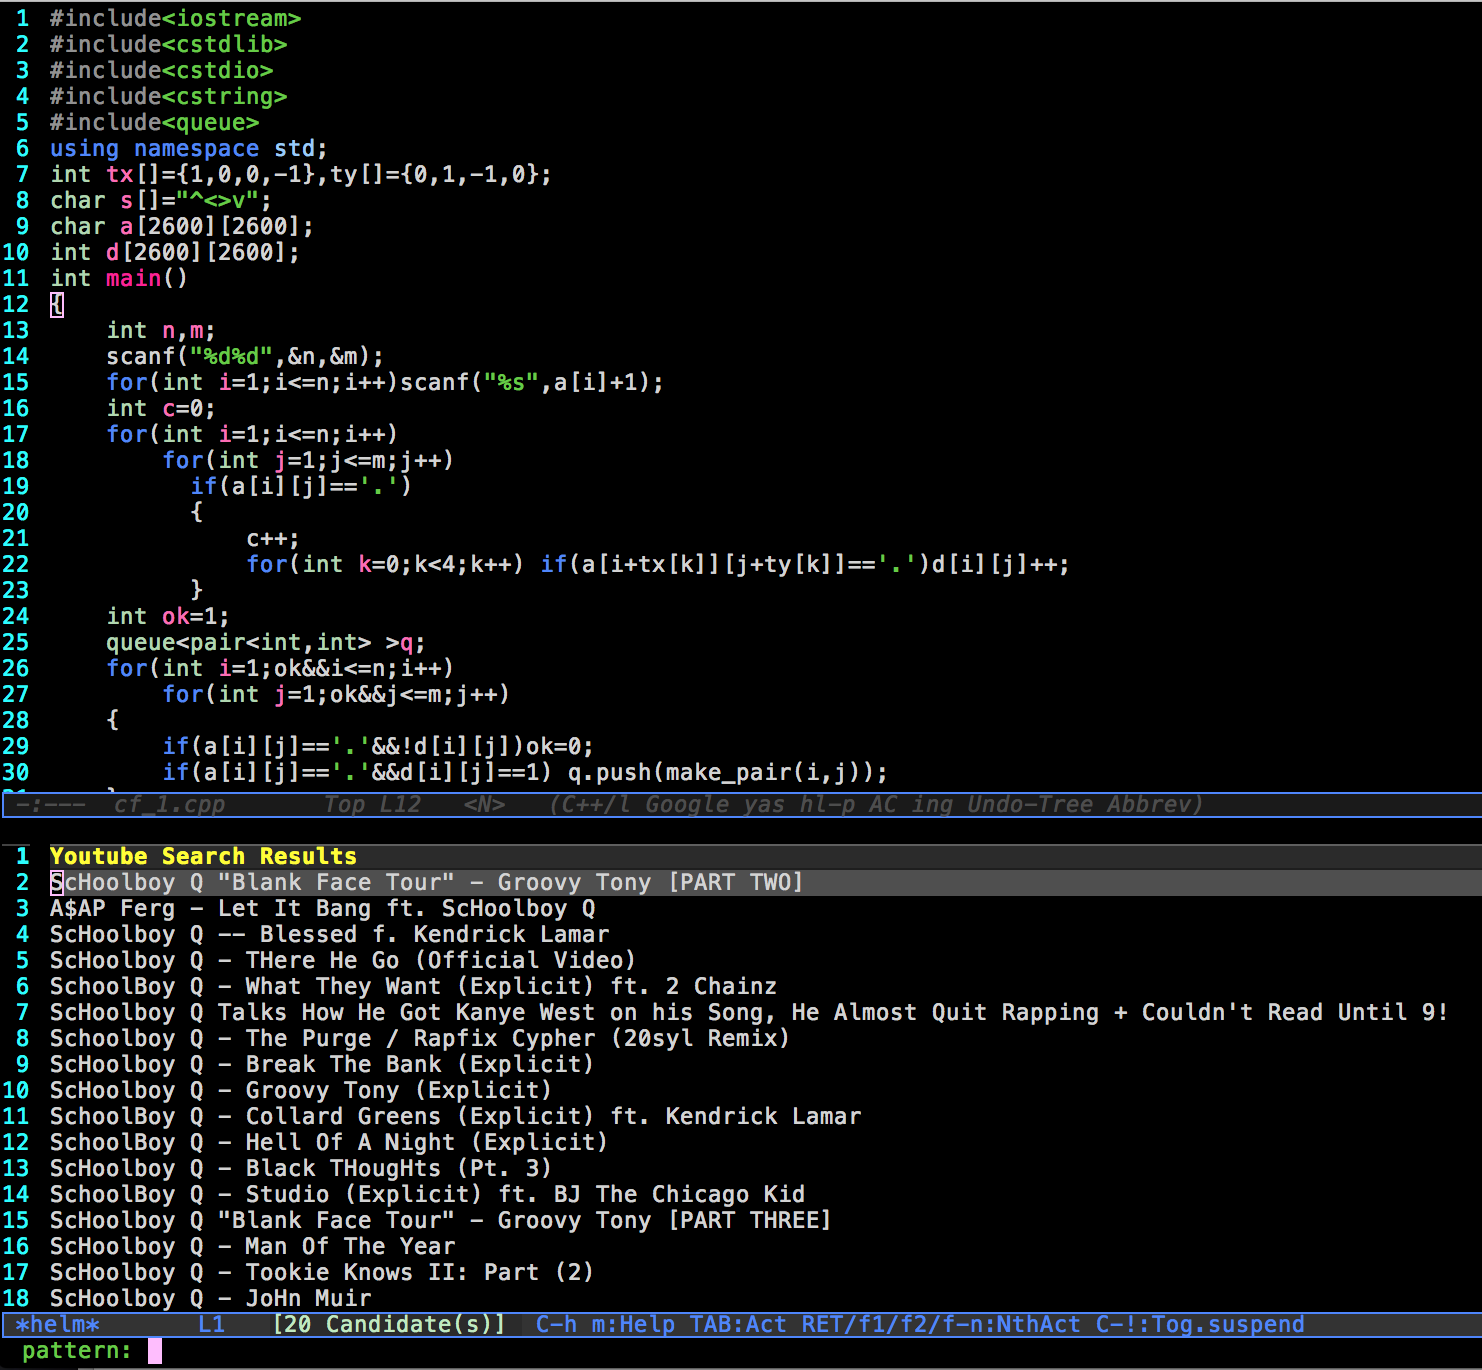 1 #include<iostream>
2 #include<cstdlib>
3 #include<cstdio>
4 #include<cstring>
5 #include<queue>
6 using namespace std;
7 int tx[]={1,0,0,-1},ty[]={0,1,-1,0};
8 char s[]="^<>v";
9 char a[2600][2600];
10 int d[2600][2600];
11 int main()
12 {
13     int n,m;
14     scanf("%d%d",&n,&m);
15     for(int i=1;i<=n;i++)scanf("%s",a[i]+1);
16     int c=0;
17     for(int i=1;i<=n;i++)
18         for(int j=1;j<=m;j++)
19           if(a[i][j]=='.')
20           {
21               c++;
22               for(int k=0;k<4;k++) if(a[i+tx[k]][j+ty[k]]=='.')d[i][j]++;
23           }
24     int ok=1;
25     queue<pair<int,int> >q;
26     for(int i=1;ok&&i<=n;i++)
27         for(int j=1;ok&&j<=m;j++)
28     {
29         if(a[i][j]=='.'&&!d[i][j])ok=0;
30         if(a[i][j]=='.'&&d[i][j]==1) q.push(make_pair(i,j));
-:--- cf_1.cpp Top L12 <N> (C++/l Google yas hl-p AC ing Undo-Tree Abbrev)
1 Youtube Search Results
2 ScHoolboy Q "Blank Face Tour" - Groovy Tony [PART TWO]
3 A$AP Ferg - Let It Bang ft. ScHoolboy Q
4 ScHoolboy Q -- Blessed f. Kendrick Lamar
5 ScHoolboy Q - THere He Go (Official Video)
6 SchoolBoy Q - What They Want (Explicit) ft. 2 Chainz
7 ScHoolboy Q Talks How He Got Kanye West on his Song, He Almost Quit Rapping + Couldn't Read Until 9!
8 Schoolboy Q - The Purge / Rapfix Cypher (20syl Remix)
9 ScHoolboy Q - Break The Bank (Explicit)
10 ScHoolboy Q - Groovy Tony (Explicit)
11 SchoolBoy Q - Collard Greens (Explicit) ft. Kendrick Lamar
12 SchoolBoy Q - Hell Of A Night (Explicit)
13 ScHoolboy Q - Black THougHts (Pt. 3)
14 SchoolBoy Q - Studio (Explicit) ft. BJ The Chicago Kid
15 ScHoolboy Q "Blank Face Tour" - Groovy Tony [PART THREE]
16 ScHoolboy Q - Man Of The Year
17 ScHoolboy Q - Tookie Knows II: Part (2)
18 ScHoolboy Q - JoHn Muir
*helm* L1 [20 Candidate(s)] C-h m:Help TAB:Act RET/f1/f2/f-n:NthAct C-!:Tog.suspend
pattern: